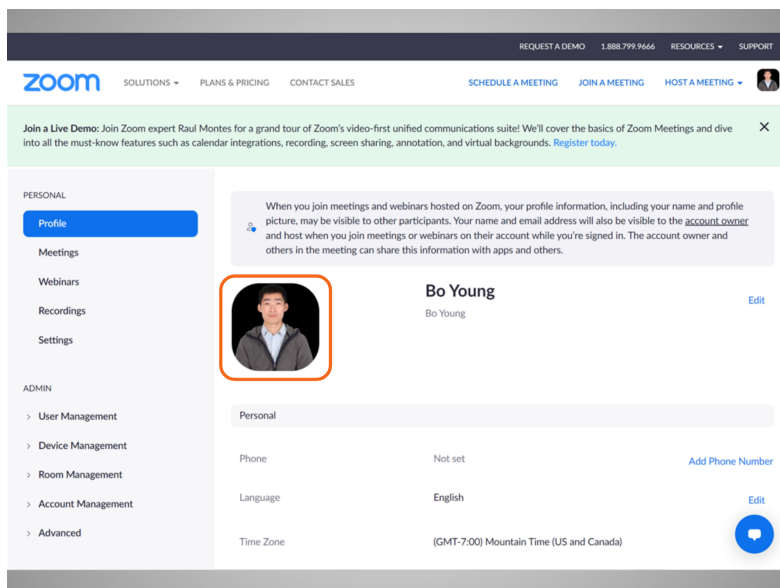 REQUEST A DEMO 1.888.799.9666 RESOURCES SUPPORT
zoom SOLUTIONS PLANS & PRICING CONTACT SALES SCHEDULE A MEETING JOIN A MEETING HOST A MEETING
Join a Live Demo: Join Zoom expert Raul Montes for a grand tour of Zoom's video-first unified communications suite! We'll cover the basics of Zoom Meetings and dive
into all the must-know features such as calendar integrations, recording, screen sharing, annotation, and virtual backgrounds. Register today.
PERSONAL
Profile
Meetings
Webinars
Recordings
Settings
ADMIN
User Management
Device Management
Room Management
Account Management
Advanced
When you join meetings and webinars hosted on Zoom, your profile information, including your name and profile
picture, may be visible to other participants. Your name and email address will also be visible to the account owner
and host when you join meetings or webinars on their account while you're signed in. The account owner and
others in the meeting can share this information with apps and others.
Bo Young
Edit
Bo Young
Personal
Phone Not set Add Phone Number
Language English Edit
Time Zone (GMT-7:00) Mountain Time (US and Canada)